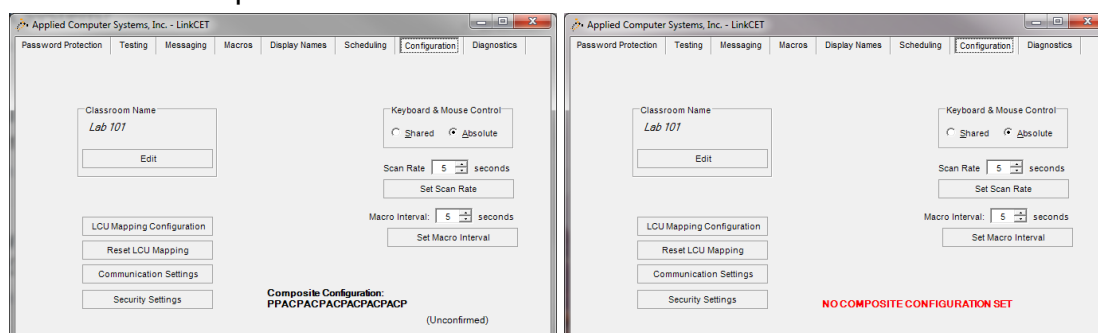 Applied Computer Systems, Inc. - LinkCET
Password Protection Testing Messaging Macros Display Names Scheduling Configuration Diagnostics
Classroom Name
Lab 101
Edit
Keyboard & Mouse Control
Shared Absolute
Scan Rate 5 seconds
Set Scan Rate
Macro Interval: 5 seconds
Set Macro Interval
LCU Mapping Configuration
Reset LCU Mapping
Communication Settings
Security Settings
Composite Configuration:
PPACPACPACPACPACPACP
(Unconfirmed)
Applied Computer Systems, Inc. - LinkCET
Password Protection Testing Messaging Macros Display Names Scheduling Configuration Diagnostics
Classroom Name
Lab 101
Edit
Keyboard & Mouse Control
Shared Absolute
Scan Rate 5 seconds
Set Scan Rate
Macro Interval: 5 seconds
Set Macro Interval
LCU Mapping Configuration
Reset LCU Mapping
Communication Settings
Security Settings
NO COMPOSITE CONFIGURATION SET